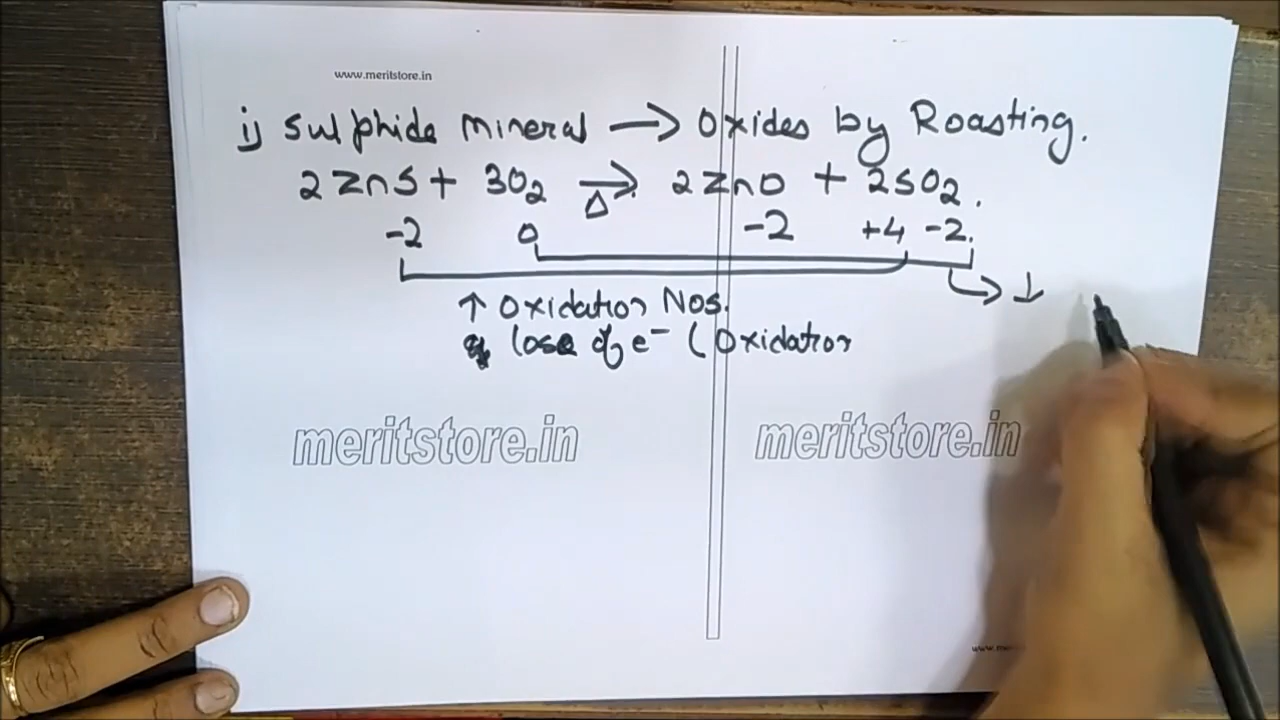 www.meritstore.in
i) Sulphide mineral → Oxides by Roasting.
2ZnS + 3O₂ →Δ 2ZnO + 2SO₂.
-2 0 -2 +4 -2.
→ ↓
↑ Oxidation Nos.
lose of e⁻ ( Oxidation
meritstore.in meritstore.in